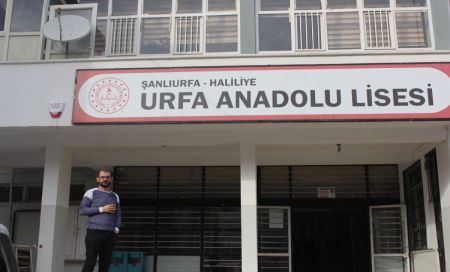 ŞANLIURFA - HALİLİYE
URFA ANADOLU LİSESİ